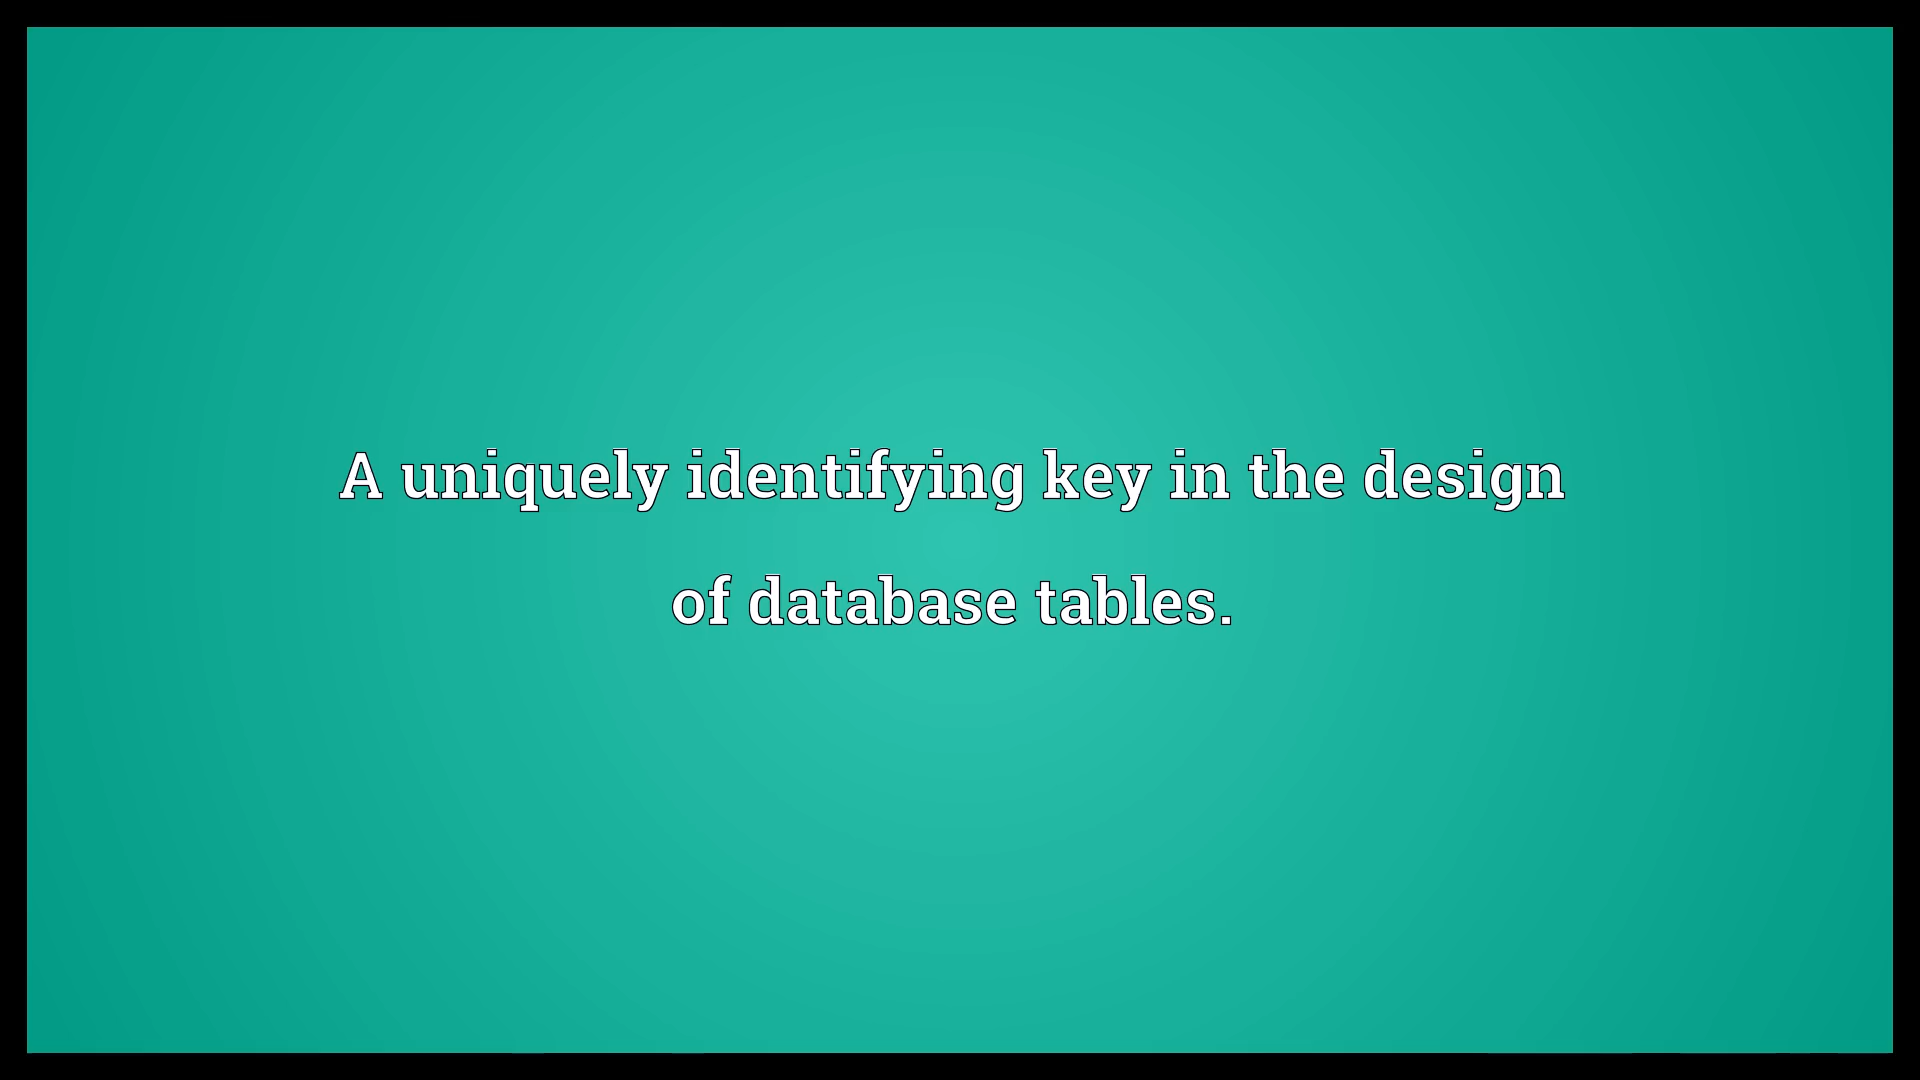 A uniquely identifying key in the design
of database tables.